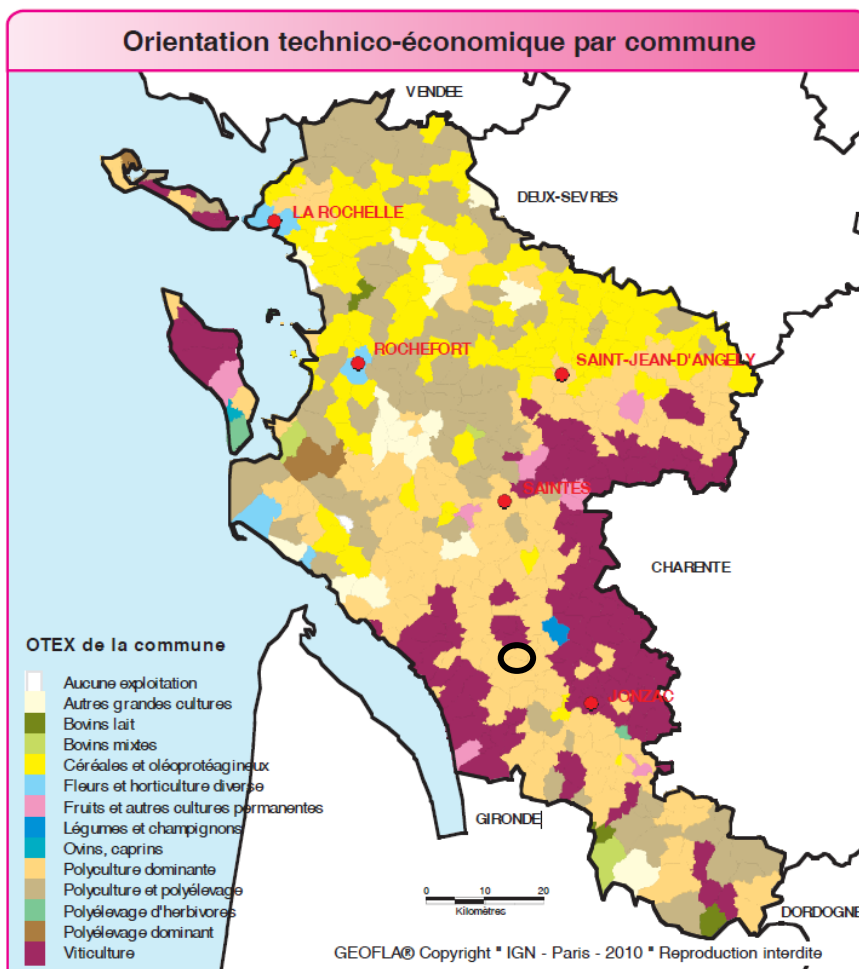 Orientation technico-économique par commune
VENDEE
DEUX-SEVRES
LA ROCHELLE
ROCHEFORT
SAINT-JEAN-D'ANGELY
SAINTES
CHARENTE
JONZAC
GIRONDE
DORDOGNE
OTEX de la commune
Aucune exploitation
Autres grandes cultures
Bovins lait
Bovins mixtes
Céréales et oléoprotéagineux
Fleurs et horticulture diverse
Fruits et autres cultures permanentes
Légumes et champignons
Ovins, caprins
Polyculture dominante
Polyculture et polyélevage
Polyélevage d'herbivores
Polyélevage dominant
Viticulture
0 10 20
Kilomètres
GEOFLA® Copyright " IGN - Paris - 2010 " Reproduction interdite